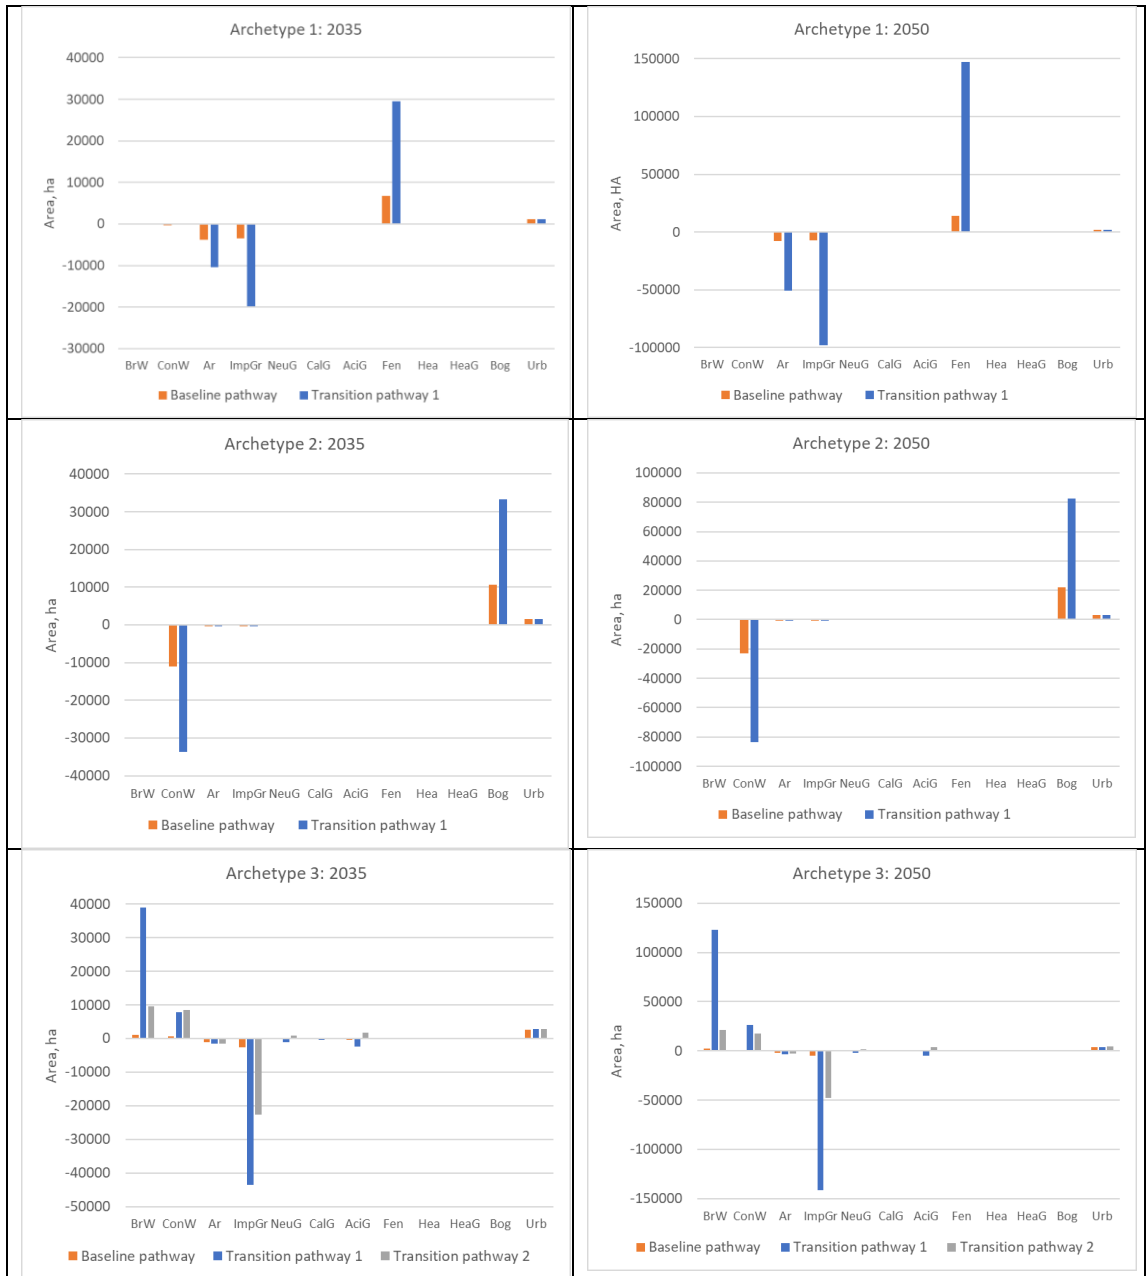 Archetype 1: 2035
40000
30000
20000
10000
0
-10000
-20000
-30000
Area, ha
BrW ConW Ar ImpGr NeuG CalG AciG Fen Hea HeaG Bog Urb
Baseline pathway Transition pathway 1
Archetype 1: 2050
150000
100000
50000
0
-50000
-100000
Area, HA
BrW ConW Ar ImpGr NeuG CalG AciG Fen Hea HeaG Bog Urb
Baseline pathway Transition pathway 1
Archetype 2: 2035
40000
30000
20000
10000
0
-10000
-20000
-30000
-40000
Area, ha
BrW ConW Ar ImpGr NeuG CalG AciG Fen Hea HeaG Bog Urb
Baseline pathway Transition pathway 1
Archetype 2: 2050
100000
80000
60000
40000
20000
0
-20000
-40000
-60000
-80000
-100000
Area, ha
BrW ConW Ar ImpGr NeuG CalG AciG Fen Hea HeaG Bog Urb
Baseline pathway Transition pathway 1
Archetype 3: 2035
40000
30000
20000
10000
0
-10000
-20000
-30000
-40000
-50000
Area, ha
BrW ConW Ar ImpGr NeuG CalG AciG Fen Hea HeaG Bog Urb
Baseline pathway Transition pathway 1 Transition pathway 2
Archetype 3: 2050
150000
100000
50000
0
-50000
-100000
-150000
Area, ha
BrW ConW Ar ImpGr NeuG CalG AciG Fen Hea HeaG Bog Urb
Baseline pathway Transition pathway 1 Transition pathway 2